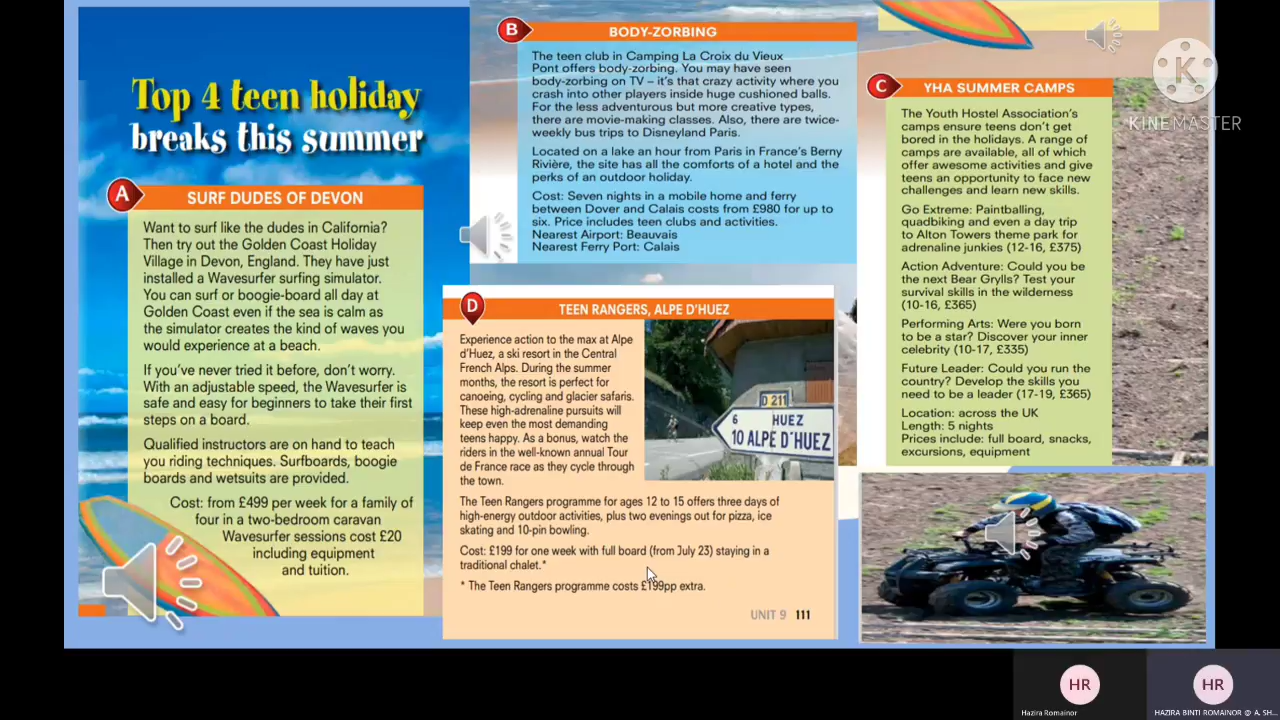 Top 4 teen holiday
breaks this summer
A
SURF DUDES OF DEVON
Want to surf like the dudes in California?
Then try out the Golden Coast Holiday
Village in Devon, England. They have just
installed a Wavesurfer surfing simulator.
You can surf or boogie-board all day at
Golden Coast even if the sea is calm as
the simulator creates the kind of waves you
would experience at a beach.
If you've never tried it before, don't worry.
With an adjustable speed, the Wavesurfer is
safe and easy for beginners to take their first
steps on a board.
Qualified instructors are on hand to teach
you riding techniques. Surfboards, boogie
boards and wetsuits are provided.
Cost: from £499 per week for a family of
four in a two-bedroom caravan
Wavesurfer sessions cost £20
including equipment
and tuition.
B
BODY-ZORBING
The teen club in Camping La Croix du Vieux
Pont offers body-zorbing. You may have seen
body-zorbing on TV – it's that crazy activity where you
crash into other players inside huge cushioned balls.
For the less adventurous but more creative types,
there are movie-making classes. Also, there are twice-
weekly bus trips to Disneyland Paris.
Located on a lake an hour from Paris in France's Berny
Rivière, the site has all the comforts of a hotel and the
perks of an outdoor holiday.
Cost: Seven nights in a mobile home and ferry
between Dover and Calais costs from £980 for up to
six. Price includes teen clubs and activities.
Nearest Airport: Beauvais
Nearest Ferry Port: Calais
C
YHA SUMMER CAMPS
The Youth Hostel Association's
camps ensure teens don't get
bored in the holidays. A range of
camps are available, all of which
offer awesome activities and give
teens an opportunity to face new
challenges and learn new skills.
Go Extreme: Paintballing,
quadbiking and even a day trip
to Alton Towers theme park for
adrenaline junkies (12-16, £375)
Action Adventure: Could you be
the next Bear Grylls? Test your
survival skills in the wilderness
(10-16, £365)
Performing Arts: Were you born
to be a star? Discover your inner
celebrity (10-17, £335)
Future Leader: Could you run the
country? Develop the skills you
need to be a leader (17-19, £365)
Location: across the UK
Length: 5 nights
Prices include: full board, snacks,
excursions, equipment
D
TEEN RANGERS, ALPE D'HUEZ
Experience action to the max at Alpe
d'Huez, a ski resort in the Central
French Alps. During the summer
months, the resort is perfect for
canoeing, cycling and glacier safaris.
These high-adrenaline pursuits will
keep even the most demanding
teens happy. As a bonus, watch the
riders in the well-known annual Tour
de France race as they cycle through
the town.
D 211
6 HUEZ
10 ALPE D'HUEZ
The Teen Rangers programme for ages 12 to 15 offers three days of
high-energy outdoor activities, plus two evenings out for pizza, ice
skating and 10-pin bowling.
Cost: £199 for one week with full board (from July 23) staying in a
traditional chalet.*
* The Teen Rangers programme costs £199pp extra.
UNIT 9 111
K
KINEMASTER
HR
Hazira Romainor
HR
HAZIRA BINTI ROMAINOR @ A. SH...